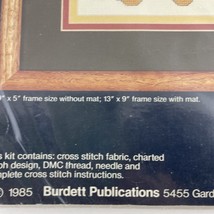 " x 5" frame size without mat; 13" x 9" frame size with mat.
s kit contains: cross stitch fabric, charted
ph design, DMC thread, needle and
mplete cross stitch instructions.
© 1985 Burdett Publications 5455 Gard